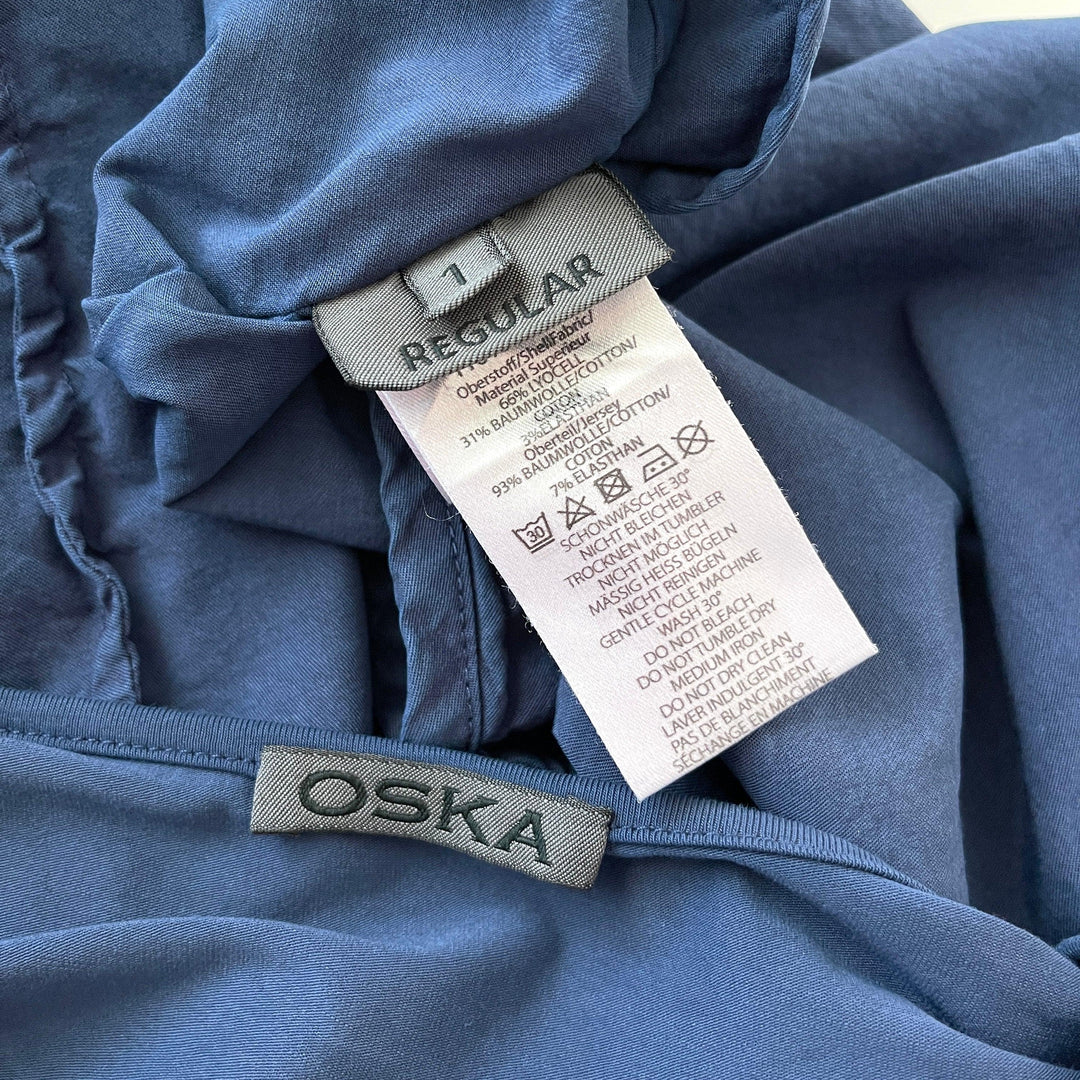 1
REGULAR
Oberstoff/ShellFabric/
Material Superieur
66% LYOCELL
31% BAUMWOLLE/COTTON/
COTON
3%ELASTHAN
Oberteil/Jersey
93% BAUMWOLLE/COTTON/
COTON
7% ELASTHAN
30
SCHONWÄSCHE 30°
NICHT BLEICHEN
TROCKNEN IM TUMBLER
NICHT MÖGLICH
MÄSSIG HEISS BÜGELN
NICHT REINIGEN
GENTLE CYCLE MACHINE
WASH 30°
DO NOT BLEACH
DO NOT TUMBLE DRY
MEDIUM IRON
DO NOT DRY CLEAN
LAVER INDULGENT 30°
PAS DE BLANCHIMENT
SÉCHANGE EN MACHINE
OSKA